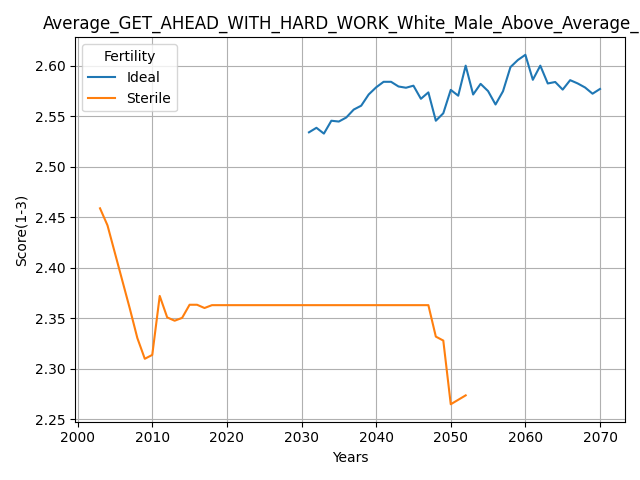 Average_GET_AHEAD_WITH_HARD_WORK_White_Male_Above_Average_
Fertility
Ideal
Sterile
2.60
2.55
2.50
2.45
2.40
2.35
2.30
2.25
Score(1-3)
2000 2010 2020 2030 2040 2050 2060 2070
Years